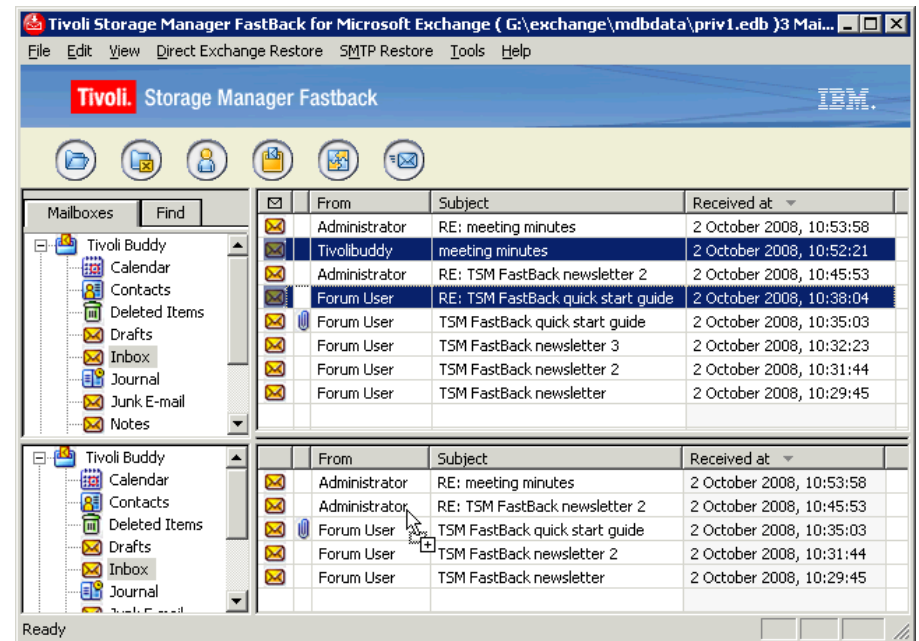 Tivoli Storage Manager FastBack for Microsoft Exchange ( G:\exchange\mdbdata\priv1.edb )3 Mai...
File Edit View Direct Exchange Restore SMTP Restore Tools Help
Tivoli. Storage Manager Fastback IBM.
Mailboxes Find
Tivoli Buddy
Calendar
Contacts
Deleted Items
Drafts
Inbox
Journal
Junk E-mail
Notes
From Subject Received at
Administrator RE: meeting minutes 2 October 2008, 10:53:58
Tivolibuddy meeting minutes 2 October 2008, 10:52:21
Administrator RE: TSM FastBack newsletter 2 2 October 2008, 10:45:53
Forum User RE: TSM FastBack quick start guide 2 October 2008, 10:38:04
Forum User TSM FastBack quick start guide 2 October 2008, 10:35:03
Forum User TSM FastBack newsletter 3 2 October 2008, 10:32:23
Forum User TSM FastBack newsletter 2 2 October 2008, 10:31:44
Forum User TSM FastBack newsletter 2 October 2008, 10:29:45
Tivoli Buddy
Calendar
Contacts
Deleted Items
Drafts
Inbox
Journal
Junk E-mail
From Subject Received at
Administrator RE: meeting minutes 2 October 2008, 10:53:58
Administrator RE: TSM FastBack newsletter 2 2 October 2008, 10:45:53
Forum User TSM FastBack quick start guide 2 October 2008, 10:35:03
Forum User TSM FastBack newsletter 2 2 October 2008, 10:31:44
Forum User TSM FastBack newsletter 2 October 2008, 10:29:45
Ready